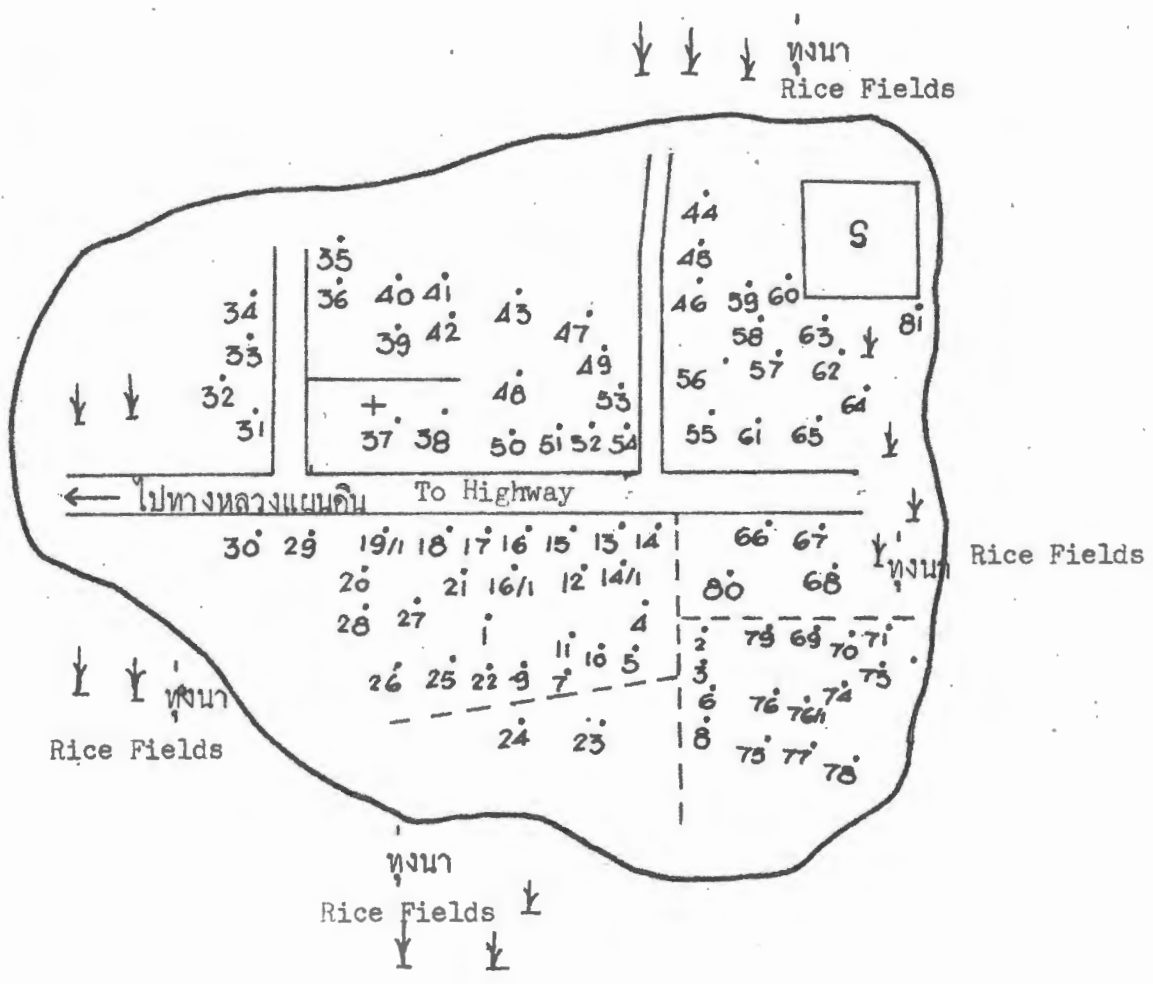 ทุ่งนา
Rice Fields
44
S
35
45
34 36 40 41 43 46 59 60
81
33 39 42 47 58 63
49
32 48 53 56 57 62
64
31 + 37 38 50 51 52 54 55 61 65
← ไปทางหลวงแผนดิน To Highway
30 29 19/1 18 17 16 15 13 14 66 67
ทุ่งนา Rice Fields
20 21 16/1 12 14/1 80 68
28 27 1 4
2 79 69 70 71
11 10 5
26 25 22 9 7 3 73
6 76 76/1 74
ทุ่งนา
Rice Fields
24 23 8 75 77 78
ทุ่งนา
Rice Fields